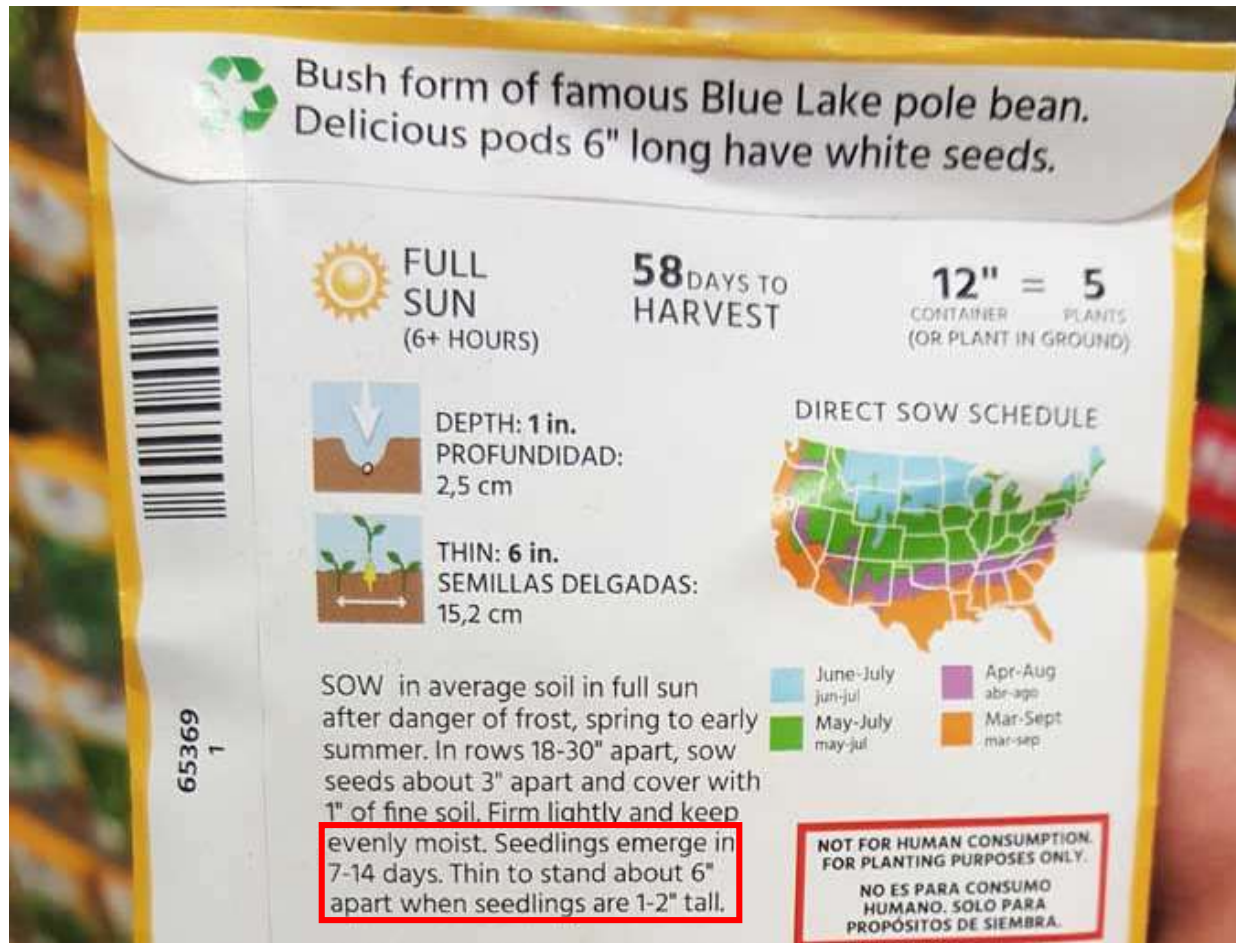 Bush form of famous Blue Lake pole bean.
Delicious pods 6" long have white seeds.
FULL
SUN
(6+ HOURS)
58 DAYS TO
HARVEST
12" = 5
CONTAINER PLANTS
(OR PLANT IN GROUND)
DEPTH: 1 in.
PROFUNDIDAD:
2,5 cm
THIN: 6 in.
SEMILLAS DELGADAS:
15,2 cm
DIRECT SOW SCHEDULE
June-July
jun-jul
Apr-Aug
abr-ago
May-July
may-jul
Mar-Sept
mar-sep
SOW in average soil in full sun
after danger of frost, spring to early
summer. In rows 18-30" apart, sow
seeds about 3" apart and cover with
1" of fine soil. Firm lightly and keep
evenly moist. Seedlings emerge in
7-14 days. Thin to stand about 6"
apart when seedlings are 1-2" tall.
NOT FOR HUMAN CONSUMPTION.
FOR PLANTING PURPOSES ONLY.
NO ES PARA CONSUMO
HUMANO. SOLO PARA
PROPÓSITOS DE SIEMBRA.
65369
1